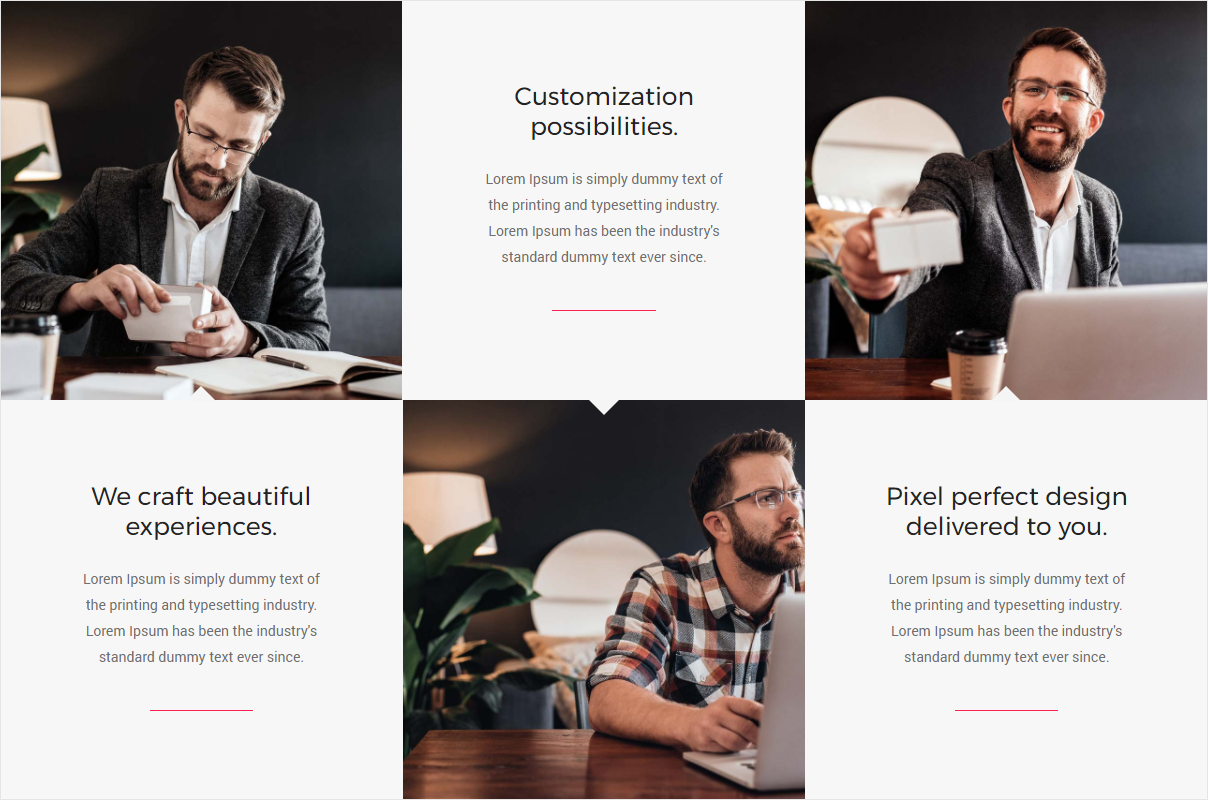 Customization
possibilities.
Lorem Ipsum is simply dummy text of
the printing and typesetting industry.
Lorem Ipsum has been the industry's
standard dummy text ever since.
We craft beautiful
experiences.
Lorem Ipsum is simply dummy text of
the printing and typesetting industry.
Lorem Ipsum has been the industry's
standard dummy text ever since.
Pixel perfect design
delivered to you.
Lorem Ipsum is simply dummy text of
the printing and typesetting industry.
Lorem Ipsum has been the industry's
standard dummy text ever since.